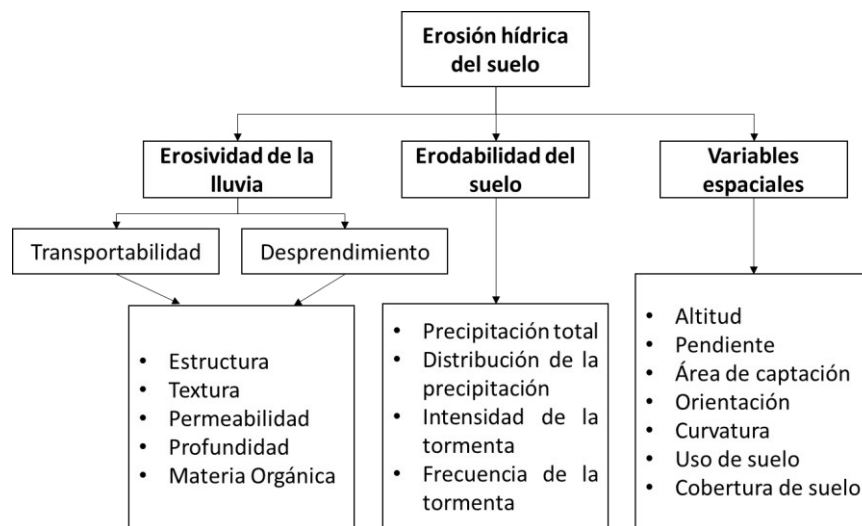 Erosión hídrica
del suelo
Erosividad de la
lluvia
Erodabilidad del
suelo
Variables
espaciales
Transportabilidad
Desprendimiento
• Estructura
• Textura
• Permeabilidad
• Profundidad
• Materia Orgánica
• Precipitación total
• Distribución de la
precipitación
• Intensidad de la
tormenta
• Frecuencia de la
tormenta
• Altitud
• Pendiente
• Área de captación
• Orientación
• Curvatura
• Uso de suelo
• Cobertura de suelo